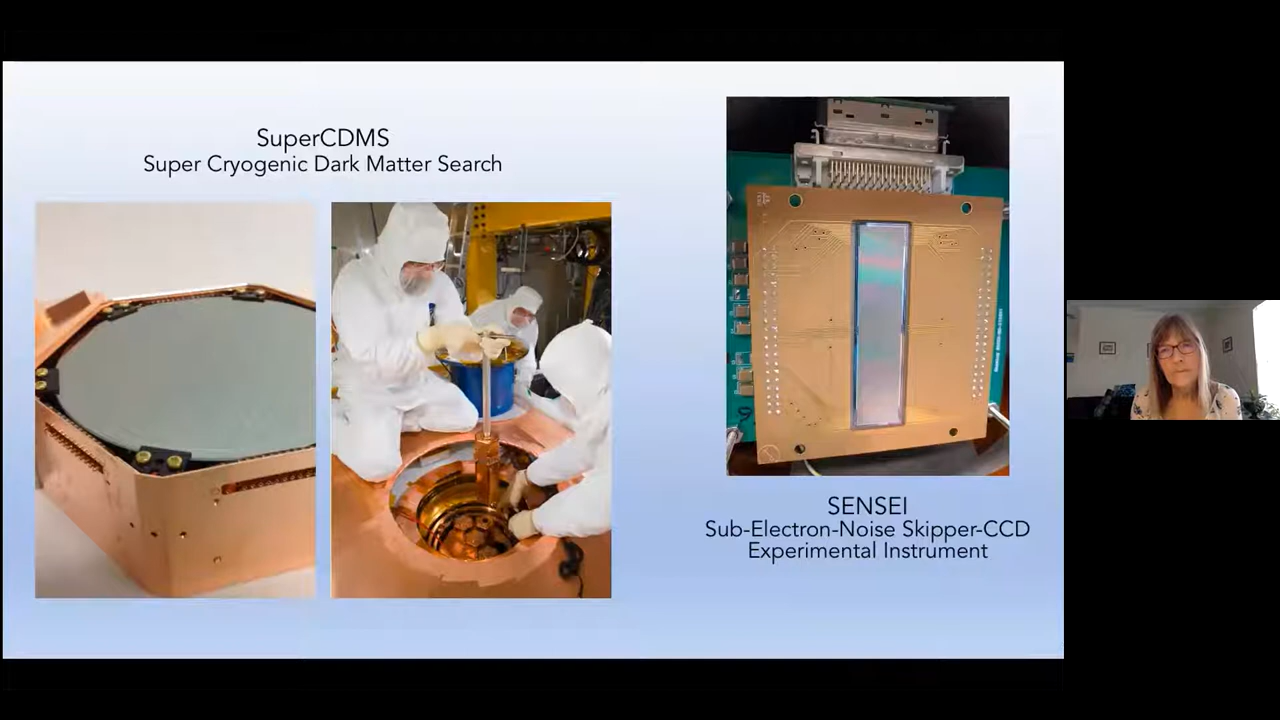 SuperCDMS
Super Cryogenic Dark Matter Search
SENSEI
Sub-Electron-Noise Skipper-CCD
Experimental Instrument